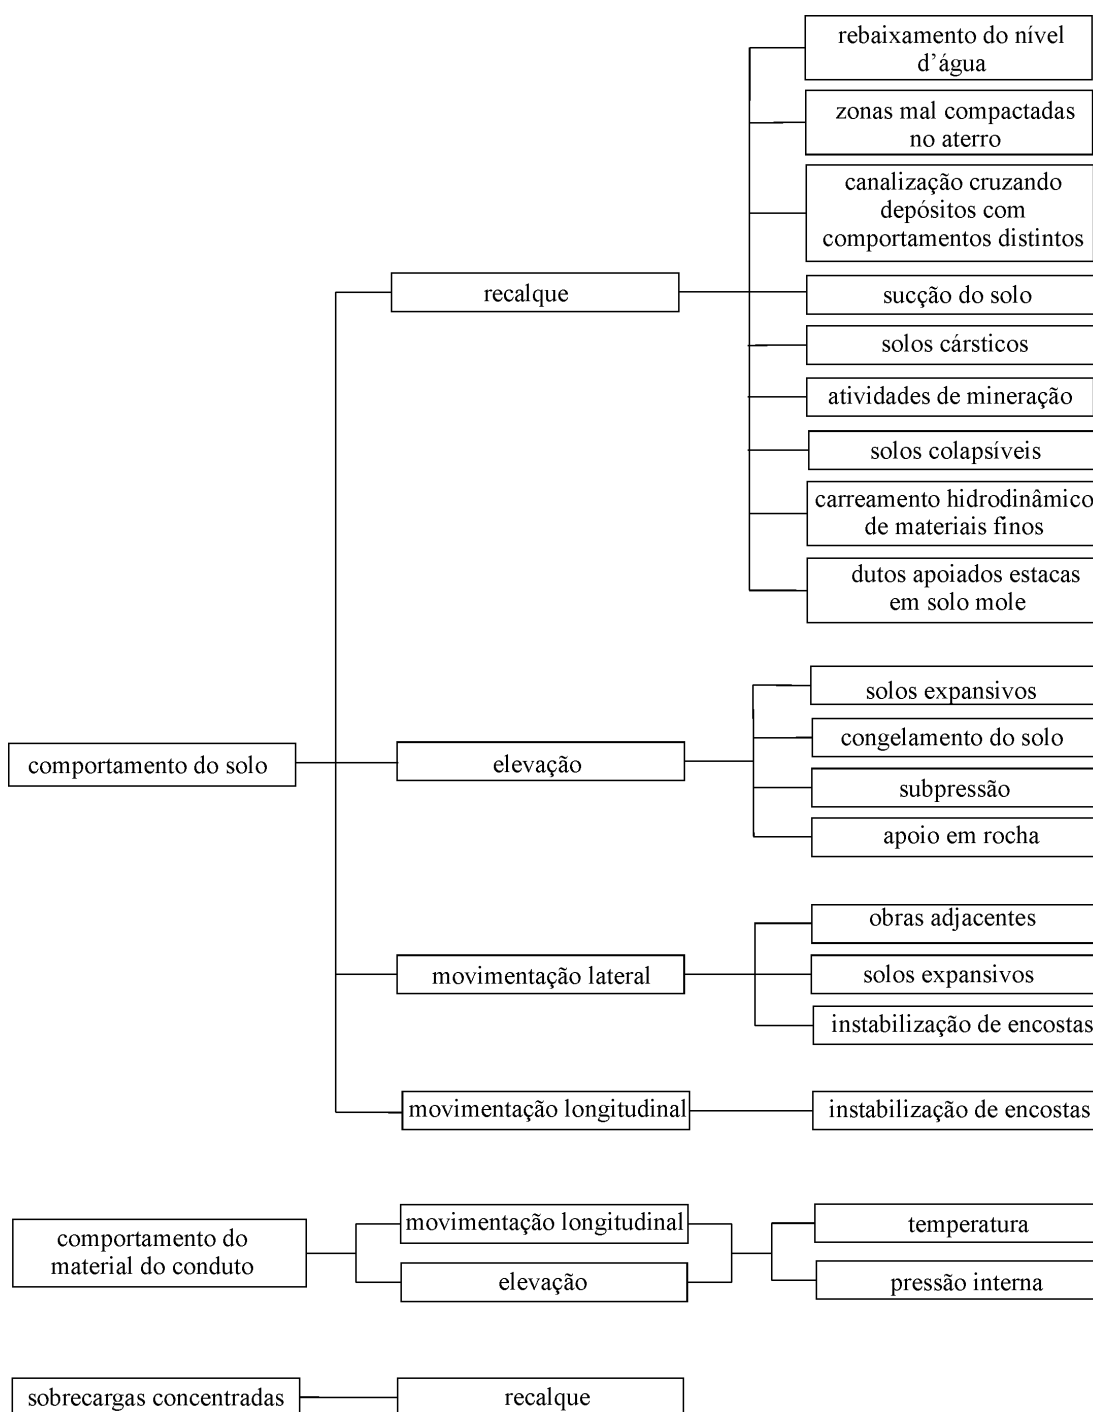 rebaixamento do nível
d’água
zonas mal compactadas
no aterro
canalização cruzando
depósitos com
comportamentos distintos
recalque
sucção do solo
solos cársticos
atividades de mineração
solos colapsíveis
carreamento hidrodinâmico
de materiais finos
dutos apoiados estacas
em solo mole
comportamento do solo
elevação
solos expansivos
congelamento do solo
subpressão
apoio em rocha
movimentação lateral
obras adjacentes
solos expansivos
instabilização de encostas
movimentação longitudinal
instabilização de encostas
comportamento do
material do conduto
movimentação longitudinal
elevação
temperatura
pressão interna
sobrecargas concentradas
recalque